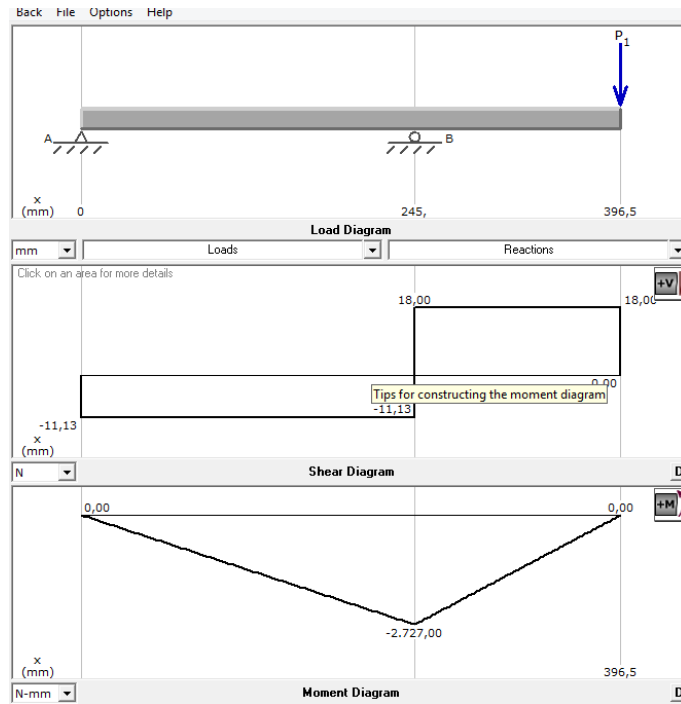 Back File Options Help
P1
A
B
x
(mm) 0 245, 396,5
Load Diagram
mm Loads Reactions
Click on an area for more details
+V
18,00 18,00
0,00
Tips for constructing the moment diagram
-11,13
-11,13
x
(mm)
N Shear Diagram D
0,00 0,00
+M
-2.727,00
x
(mm) 396,5
N-mm Moment Diagram D